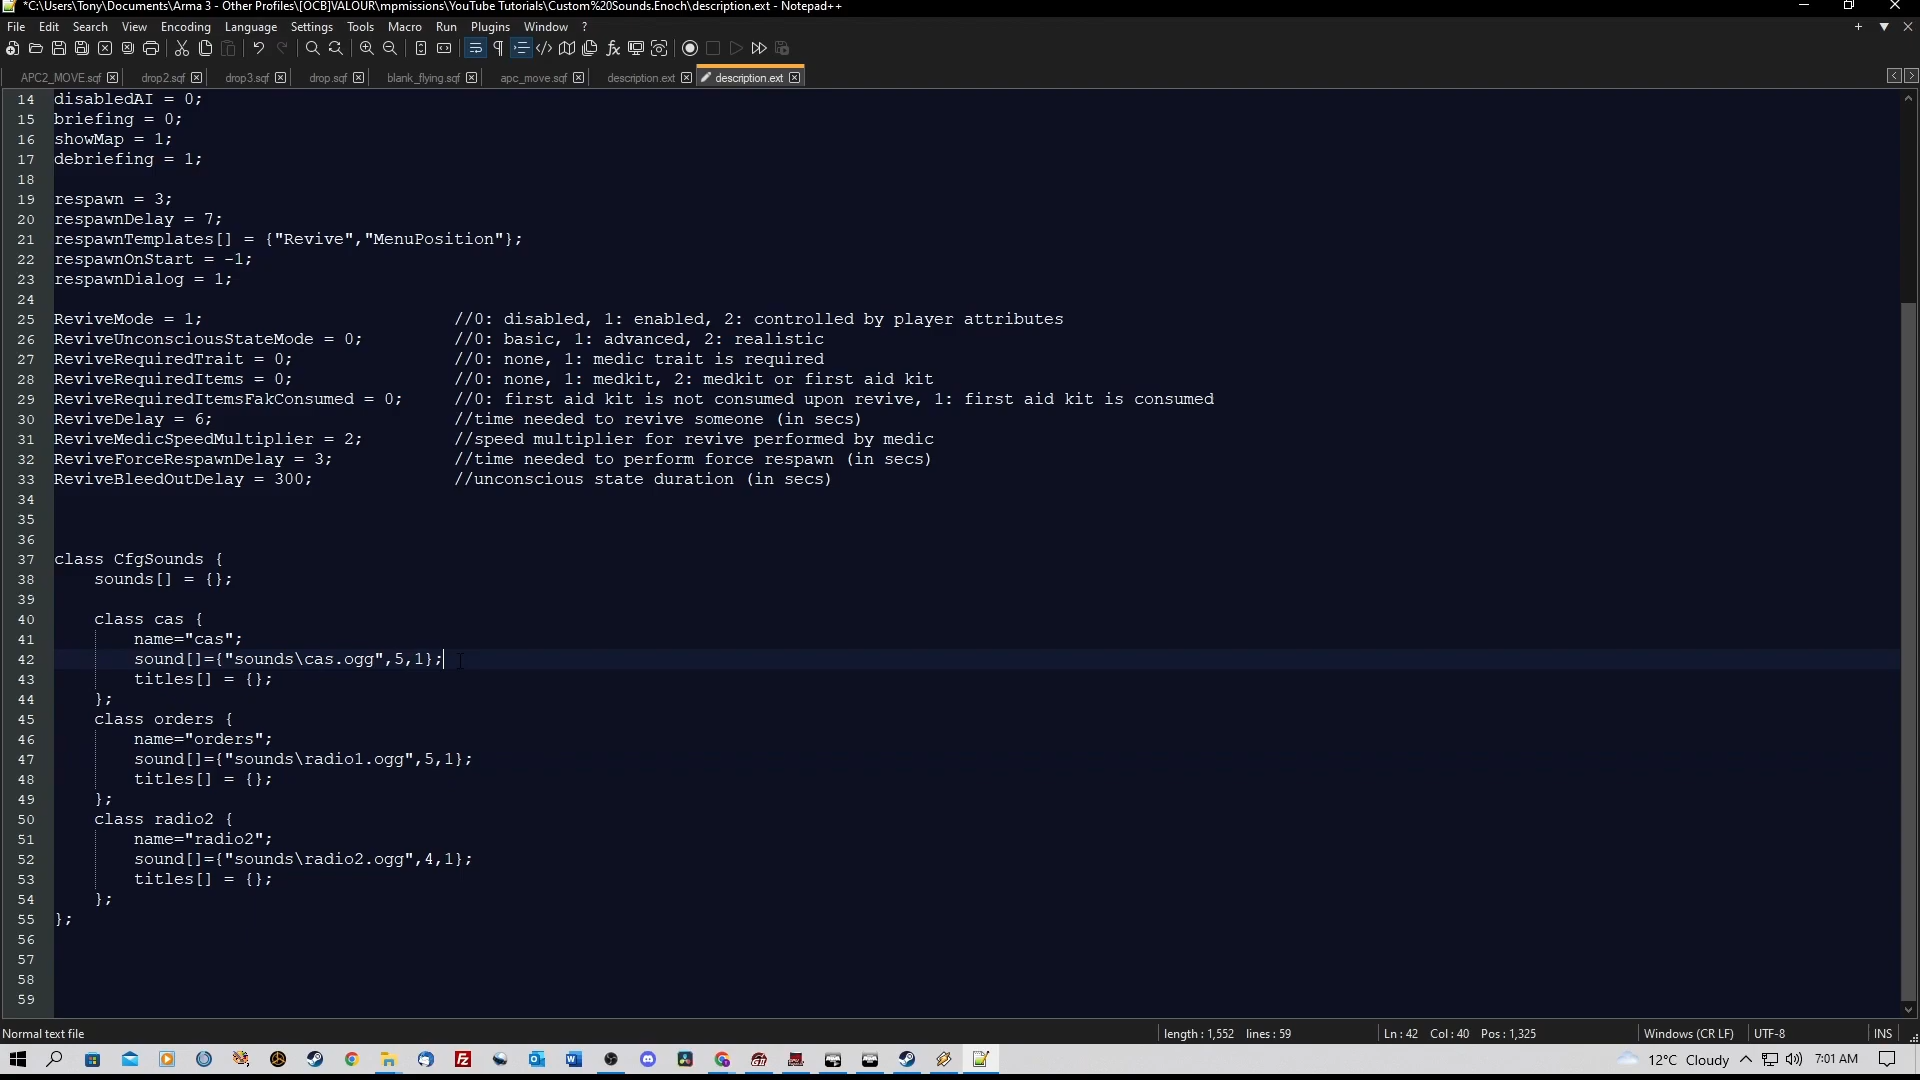 *C:\Users\Tony\Documents\Arma 3 - Other Profiles\[OCB]VALOUR\mpmissions\YouTube Tutorials\Custom%20Sounds.Enoch\description.ext - Notepad++
File Edit Search View Encoding Language Settings Tools Macro Run Plugins Window ?
APC2_MOVE.sqf drop2.sqf drop3.sqf drop.sqf blank_flying.sqf apc_move.sqf description.ext description.ext
14 disabledAI = 0;
15 briefing = 0;
16 showMap = 1;
17 debriefing = 1;
18
19 respawn = 3;
20 respawnDelay = 7;
21 respawnTemplates[] = {"Revive","MenuPosition"};
22 respawnOnStart = -1;
23 respawnDialog = 1;
24
25 ReviveMode = 1; //0: disabled, 1: enabled, 2: controlled by player attributes
26 ReviveUnconsciousStateMode = 0; //0: basic, 1: advanced, 2: realistic
27 ReviveRequiredTrait = 0; //0: none, 1: medic trait is required
28 ReviveRequiredItems = 0; //0: none, 1: medkit, 2: medkit or first aid kit
29 ReviveRequiredItemsFakConsumed = 0; //0: first aid kit is not consumed upon revive, 1: first aid kit is consumed
30 ReviveDelay = 6; //time needed to revive someone (in secs)
31 ReviveMedicSpeedMultiplier = 2; //speed multiplier for revive performed by medic
32 ReviveForceRespawnDelay = 3; //time needed to perform force respawn (in secs)
33 ReviveBleedOutDelay = 300; //unconscious state duration (in secs)
34
35
36
37 class CfgSounds {
38 sounds[] = {};
39
40 class cas {
41 name="cas";
42 sound[]={"sounds\cas.ogg",5,1};
43 titles[] = {};
44 };
45 class orders {
46 name="orders";
47 sound[]={"sounds\radio1.ogg",5,1};
48 titles[] = {};
49 };
50 class radio2 {
51 name="radio2";
52 sound[]={"sounds\radio2.ogg",4,1};
53 titles[] = {};
54 };
55 };
56
57
58
59
Normal text file length : 1,552 lines : 59 Ln : 42 Col : 40 Pos : 1,325 Windows (CR LF) UTF-8 INS
12°C Cloudy 7:01 AM